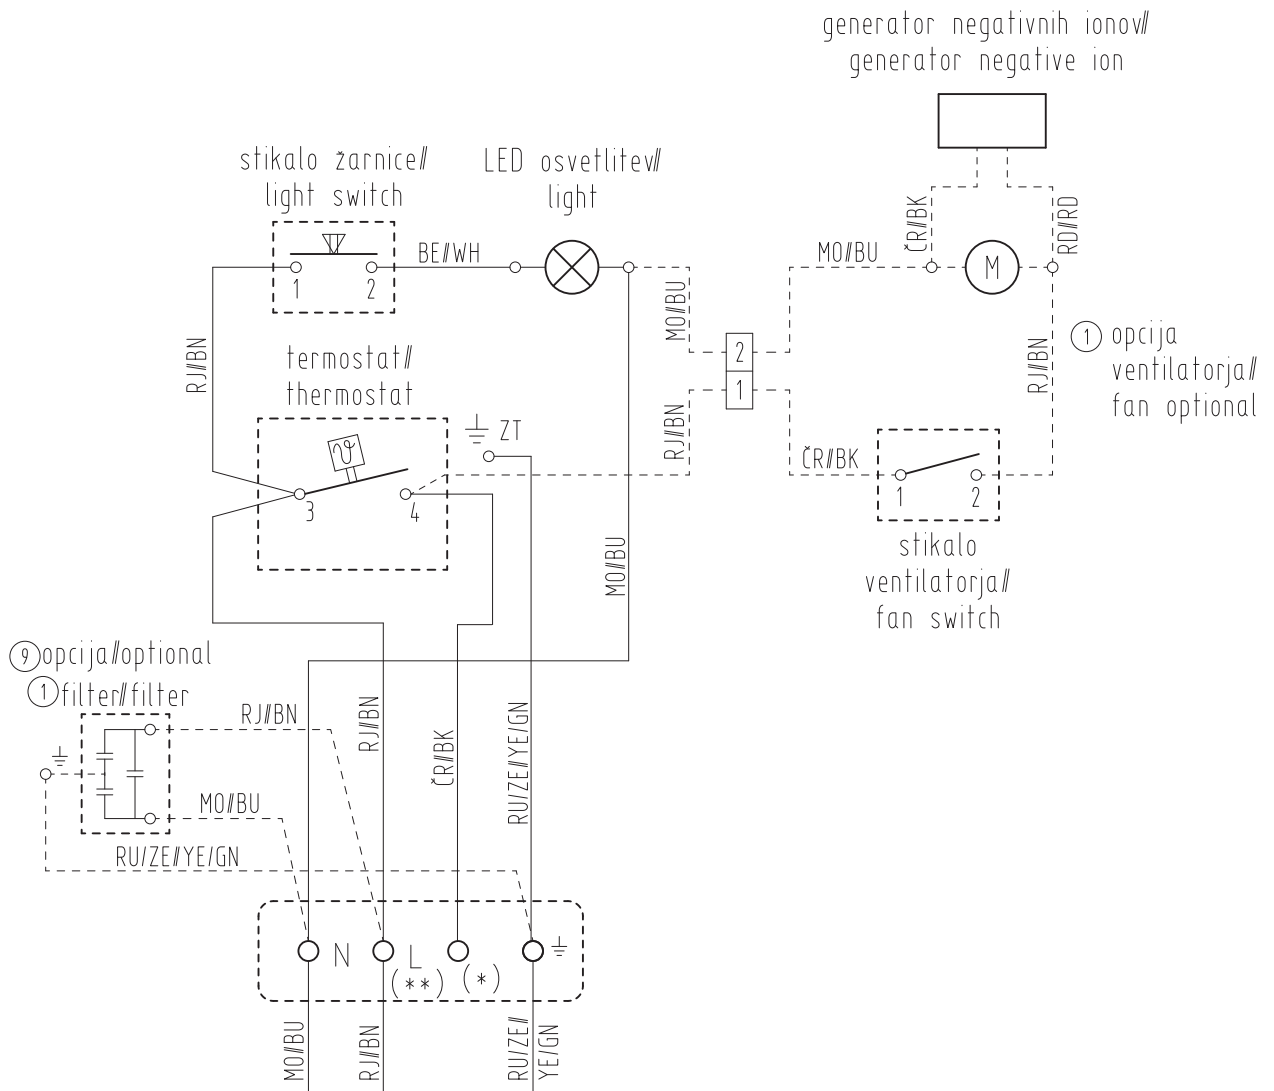 generator negativnih ionov//
generator negative ion
stikalo žarnice//
light switch
LED osvetlitev//
light
ČR//BK
RD/RD
BE//WH
MO//BU
M
1
2
MO//BU
RJ//BN
termostat//
thermostat
2
1
RJ//BN
1 opcija
ventilatorja//
fan optional
ZT
RJ//BN
ČR//BK
ϑ
3
4
1
2
MO//BU
stikalo
ventilatorja//
fan switch
9 opcija//optional
1 filter//filter
RJ//BN
RJ//BN
ČR//BK
RU/ZE//YE/GN
MO//BU
RU/ZE//YE/GN
N
L
(**)
(*)
MO//BU
RJ//BN
RU/ZE//
YE/GN